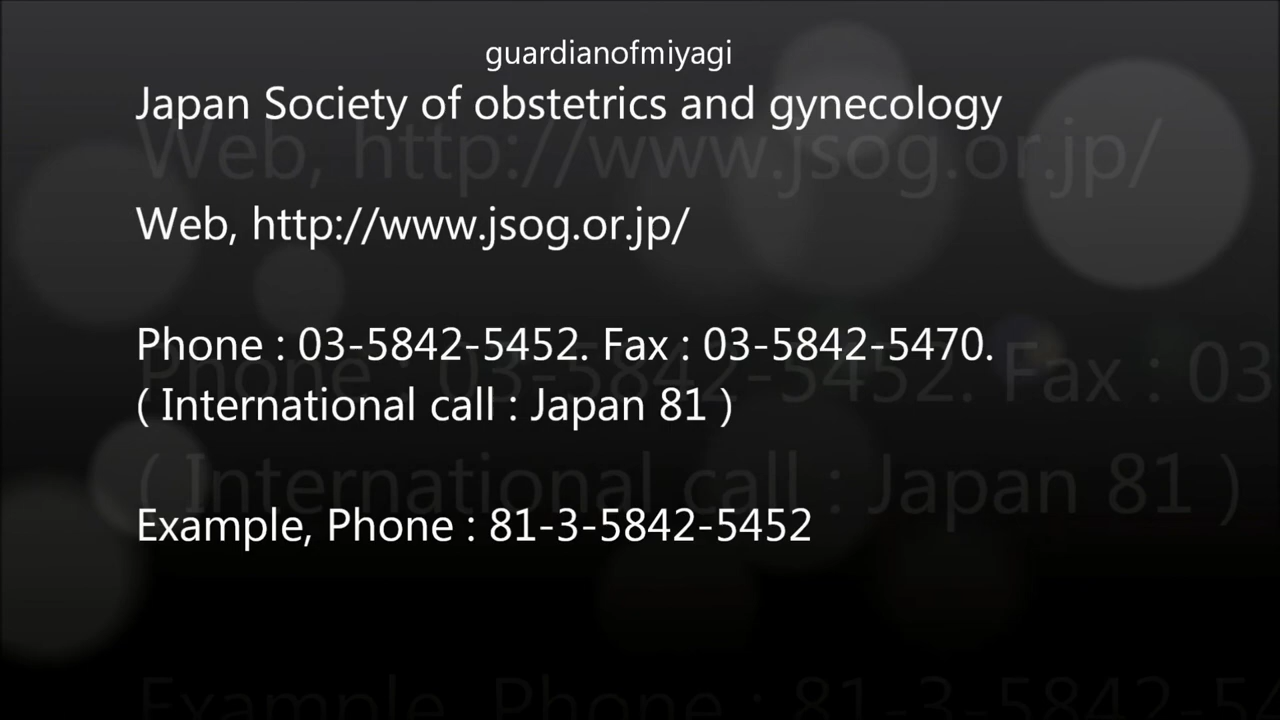 guardianofmiyagi
Japan Society of obstetrics and gynecology
Web, http://www.jsog.or.jp/
Phone : 03-5842-5452. Fax : 03-5842-5470.
( International call : Japan 81 )
Example, Phone : 81-3-5842-5452